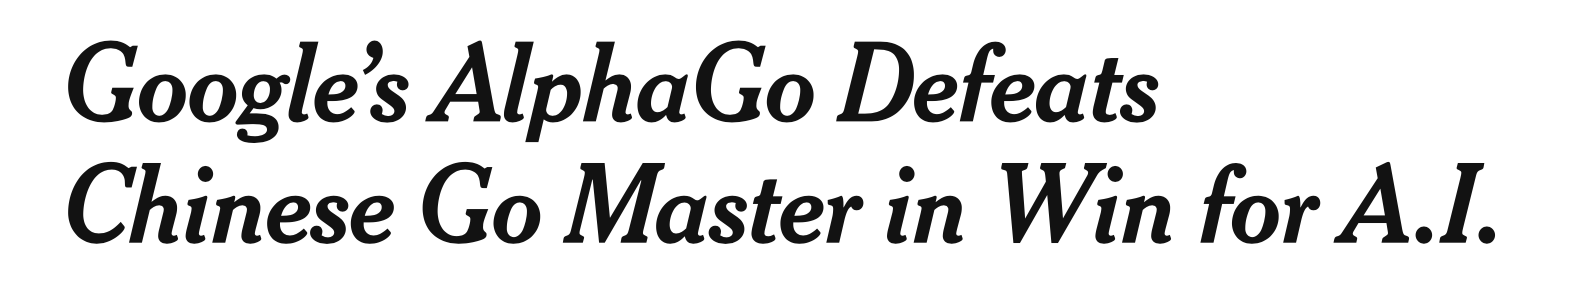 Google’s AlphaGo Defeats
Chinese Go Master in Win for A.I.